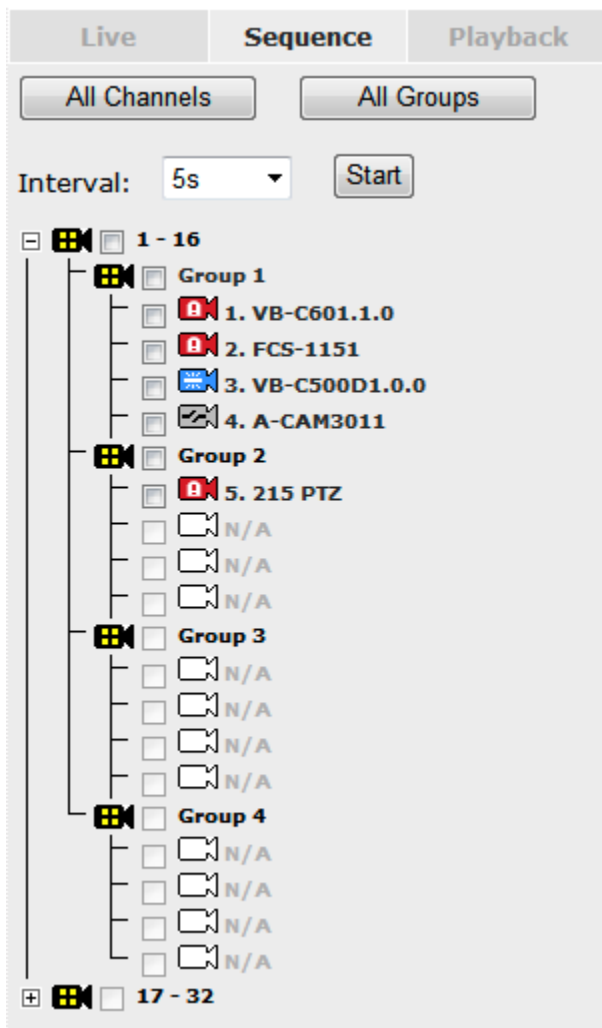 Live Sequence Playback
All Channels All Groups
Interval: 5s Start
1 - 16
Group 1
1. VB-C601.1.0
2. FCS-1151
3. VB-C500D1.0.0
4. A-CAM3011
Group 2
5. 215 PTZ
N/A
N/A
N/A
Group 3
N/A
N/A
N/A
N/A
Group 4
N/A
N/A
N/A
N/A
17 - 32